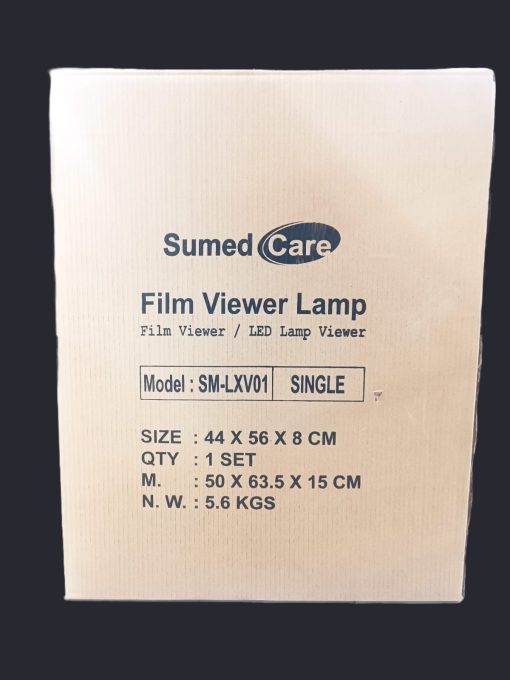 Sumed Care
Film Viewer Lamp
Film Viewer / LED Lamp Viewer
Model : SM-LXV01 SINGLE
SIZE : 44 X 56 X 8 CM
QTY : 1 SET
M. : 50 X 63.5 X 15 CM
N. W. : 5.6 KGS